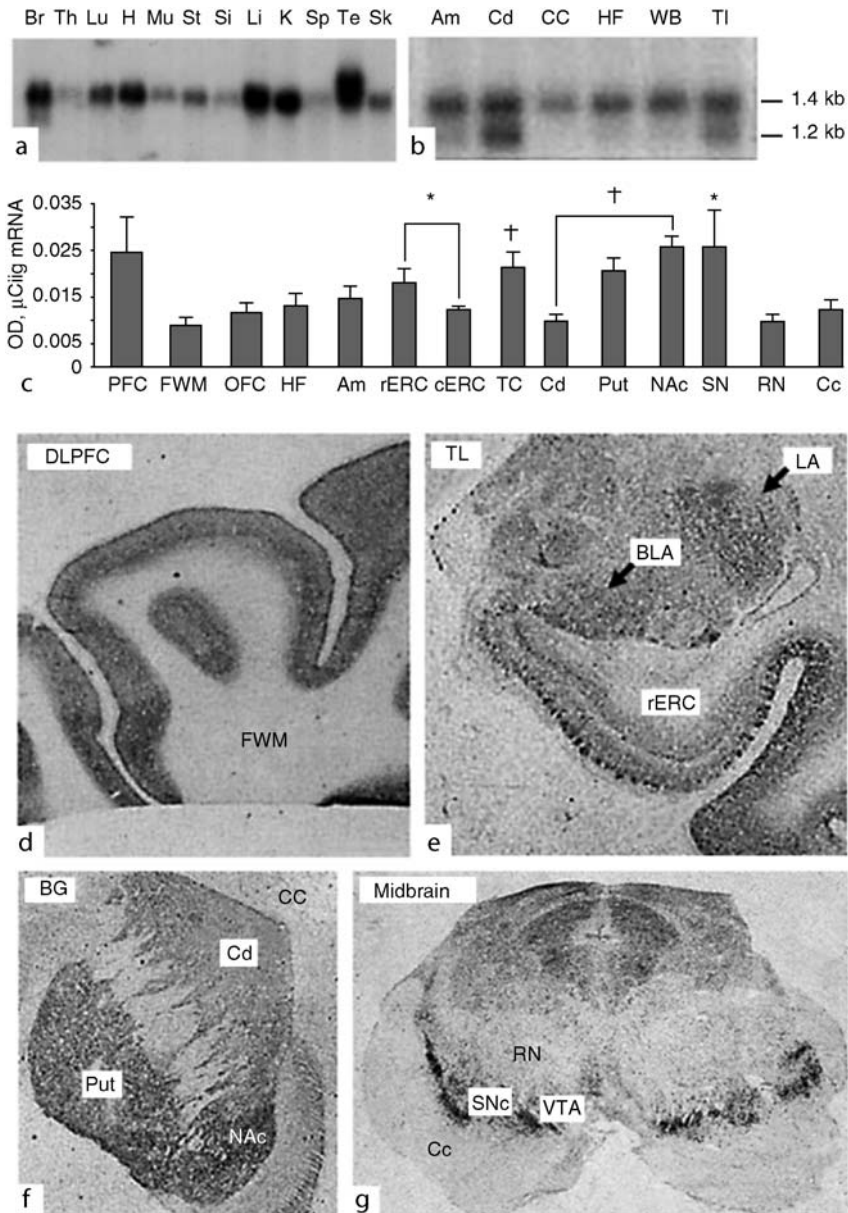 Br Th Lu H Mu St Si Li K Sp Te Sk
a
Am Cd CC HF WB Tl
1.4 kb
1.2 kb
b
*
†
†
*
0.035
0.025
0.015
0.005
0
OD, µCiig mRNA
PFC FWM OFC HF Am rERC cERC TC Cd Put NAc SN RN Cc
c
DLPFC
FWM
d
TL
LA
BLA
rERC
e
BG
CC
Cd
Put
NAc
f
Midbrain
RN
SNc
VTA
Cc
g